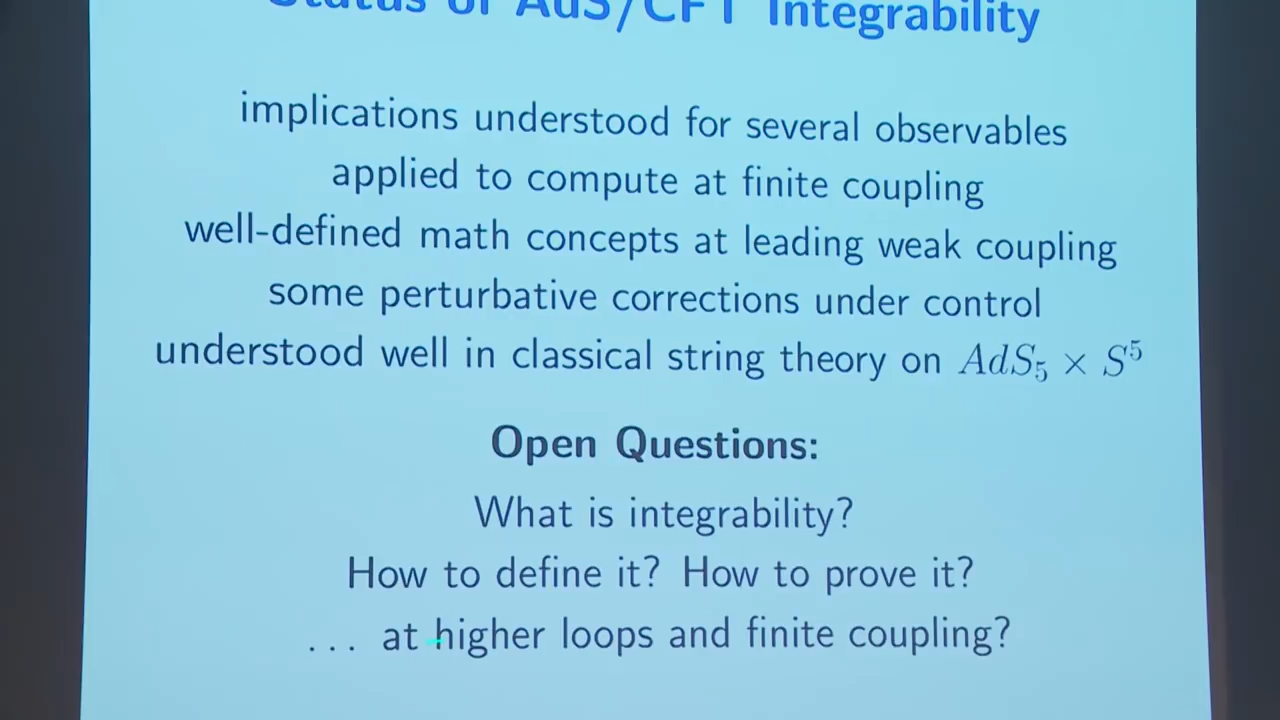 Status of AdS/CFT Integrability
implications understood for several observables
applied to compute at finite coupling
well-defined math concepts at leading weak coupling
some perturbative corrections under control
understood well in classical string theory on AdS₅ × S⁵
Open Questions:
What is integrability?
How to define it? How to prove it?
... at higher loops and finite coupling?